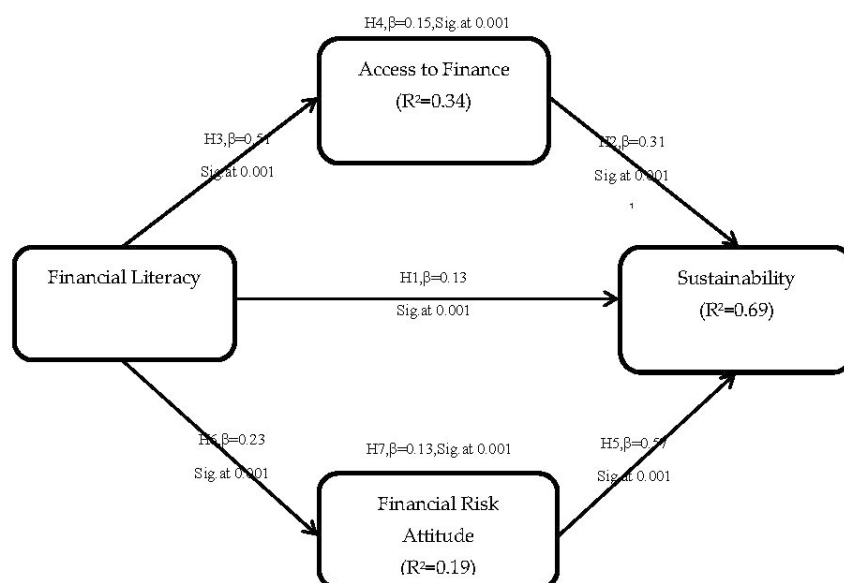 H4,β=0.15,Sig.at 0.001
Access to Finance
(R²=0.34)
H3,β=0.51
Sig.at 0.001
H2,β=0.31
Sig.at 0.001
1
Financial Literacy
H1,β=0.13
Sig.at 0.001
Sustainability
(R²=0.69)
H6,β=0.23
Sig.at 0.001
H7,β=0.13,Sig.at 0.001
H5,β=0.57
Sig.at 0.001
Financial Risk
Attitude
(R²=0.19)